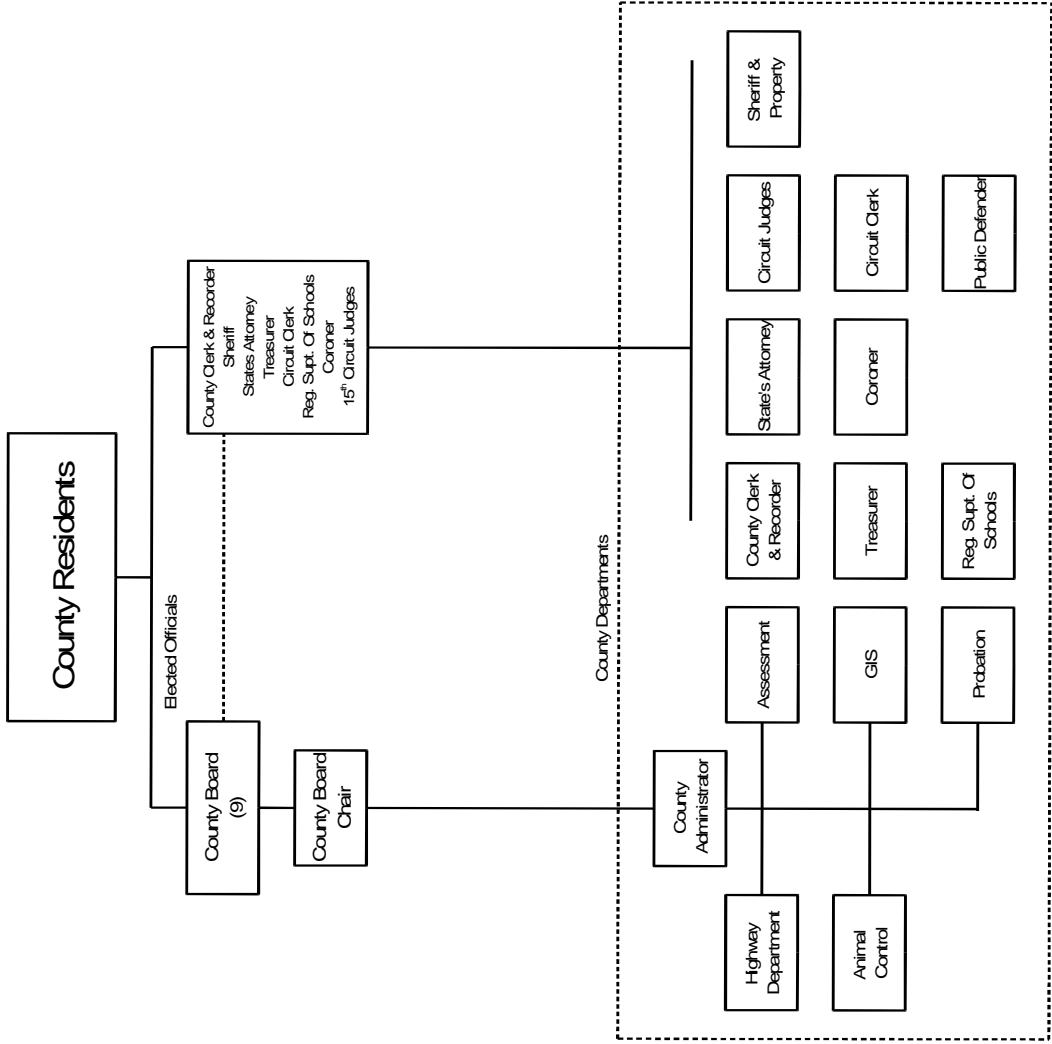 County Residents
Elected Officials
County Board
(9)
County Board
Chair
County Clerk & Recorder
Sheriff
States Attorney
Treasurer
Circuit Clerk
Reg. Supt. Of Schools
Coroner
15th Circuit Judges
County Departments
County
Administrator
Highway
Department
Assessment
County Clerk
& Recorder
State's Attorney
Circuit Judges
Sheriff &
Property
Animal
Control
GIS
Treasurer
Coroner
Circuit Clerk
Probation
Reg. Supt. Of
Schools
Public Defender